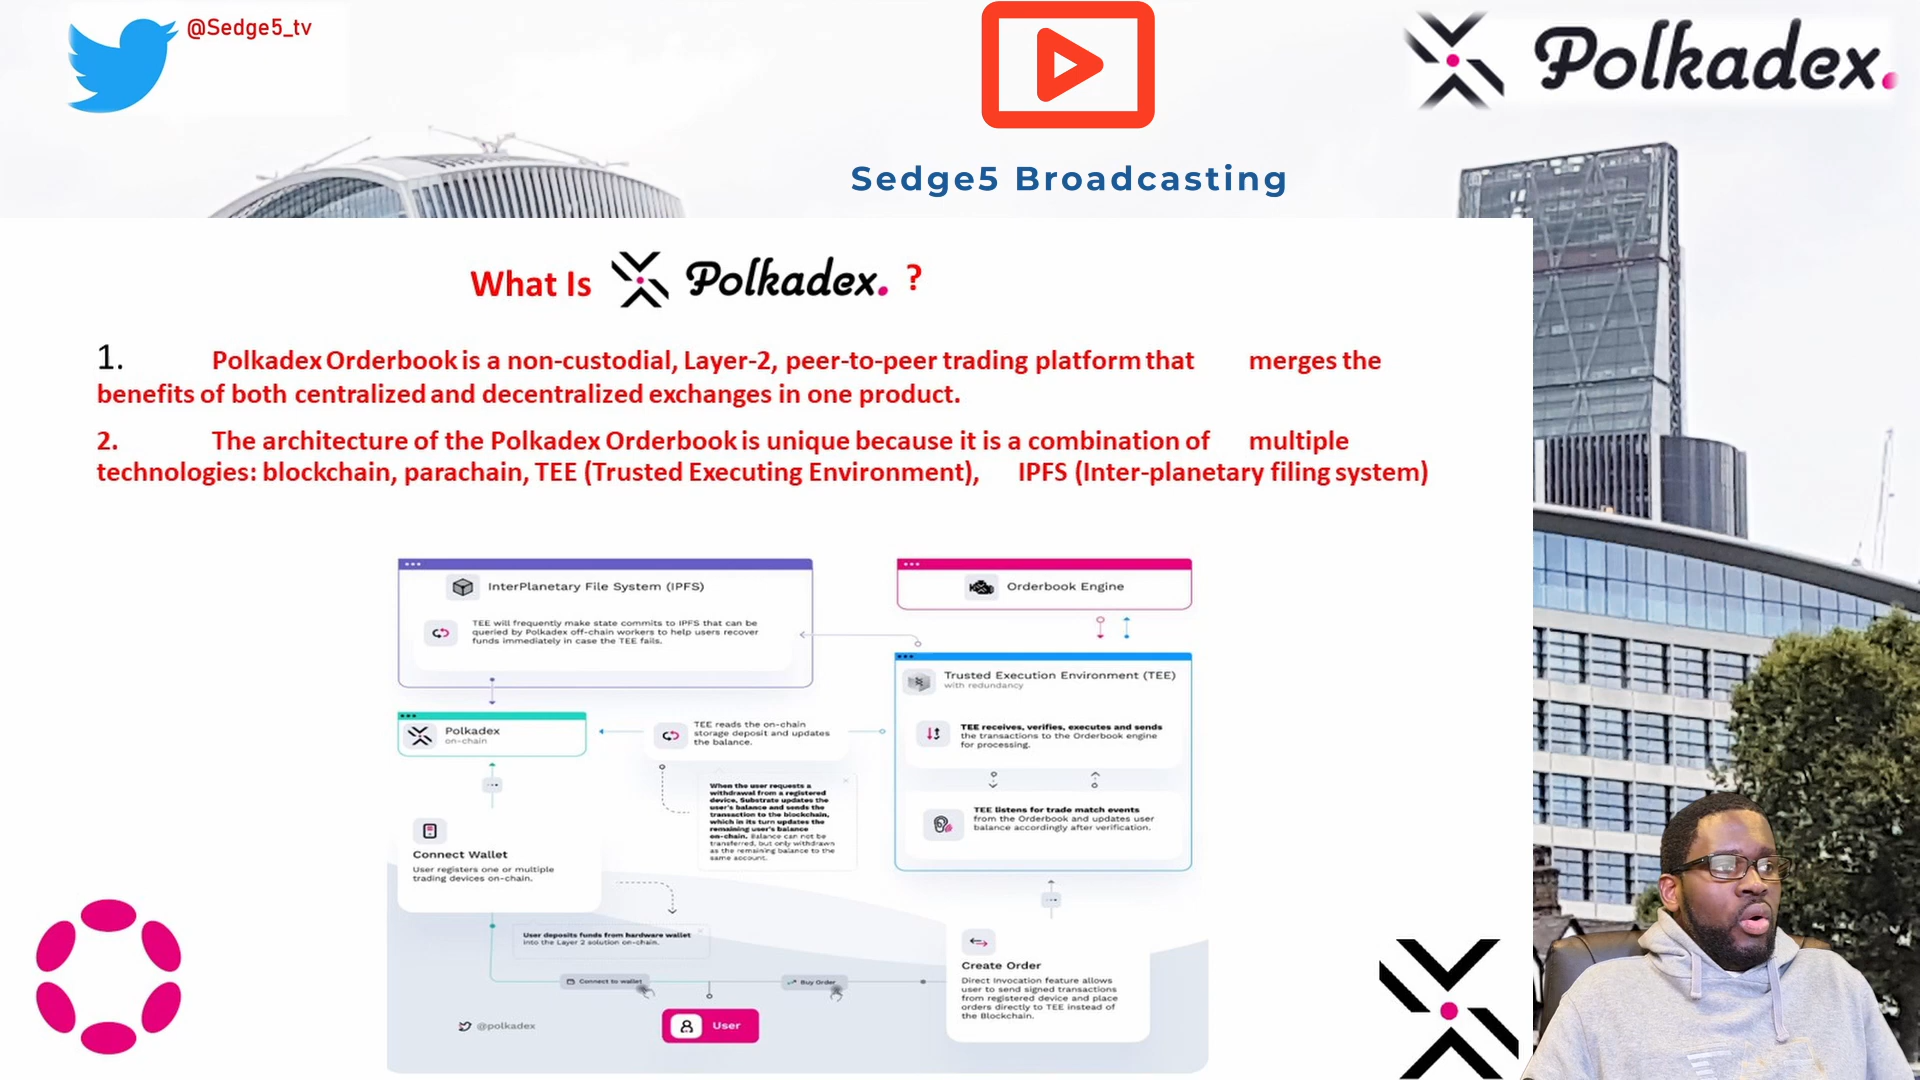 @Sedge5_tv
Polkadex.
Sedge5 Broadcasting
What Is Polkadex. ?
1. Polkadex Orderbook is a non-custodial, Layer-2, peer-to-peer trading platform that merges the
benefits of both centralized and decentralized exchanges in one product.
2. The architecture of the Polkadex Orderbook is unique because it is a combination of multiple
technologies: blockchain, parachain, TEE (Trusted Executing Environment), IPFS (Inter-planetary filing system)
InterPlanetary File System (IPFS)
TEE will frequently make state commits to IPFS that can be
queried by Polkadex off-chain workers to help users recover
funds immediately in case the TEE fails.
Orderbook Engine
Trusted Execution Environment (TEE)
with redundancy
TEE receives, verifies, executes and sends
the transactions to the Orderbook engine
for processing.
TEE listens for trade match events
from the Orderbook and updates user
balance accordingly after verification.
Polkadex
on-chain
TEE reads the on-chain
storage deposit and updates
the balance.
When the user requests a
withdrawal from a registered
device, Substrate updates the
user's balance and sends the
transaction to the blockchain,
which in its turn updates the
remaining user's balance
on-chain. Balance can not be
transferred, but only withdrawn
as the remaining balance to the
same account.
Connect Wallet
User registers one or multiple
trading devices on-chain.
User deposits funds from hardware wallet
into the Layer 2 solution on-chain.
Connect to wallet
Buy Order
Create Order
Direct Invocation feature allows
user to send signed transactions
from registered device and place
orders directly to TEE instead of
the Blockchain.
@polkadex
User